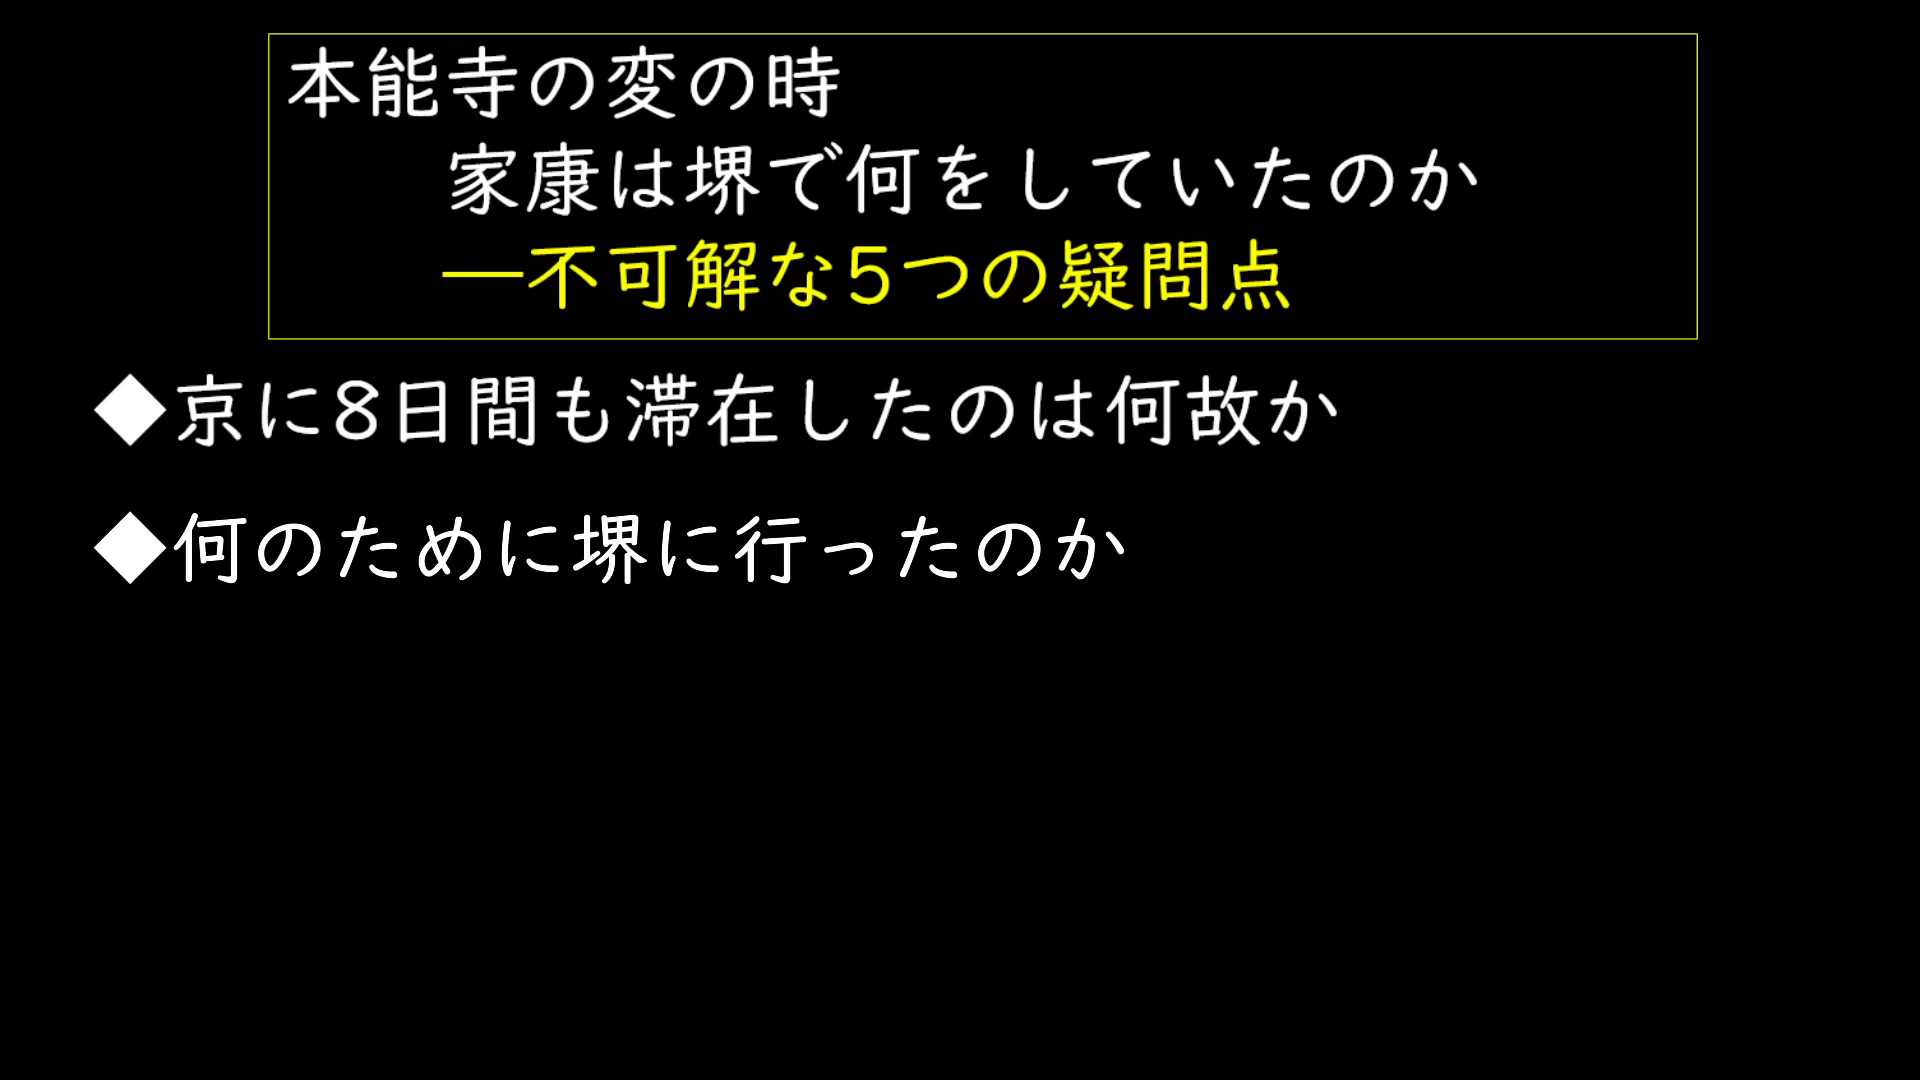 本能寺の変の時
家康は堺で何をしていたのか
―不可解な5つの疑問点
◆京に8日間も滞在したのは何故か
◆何のために堺に行ったのか